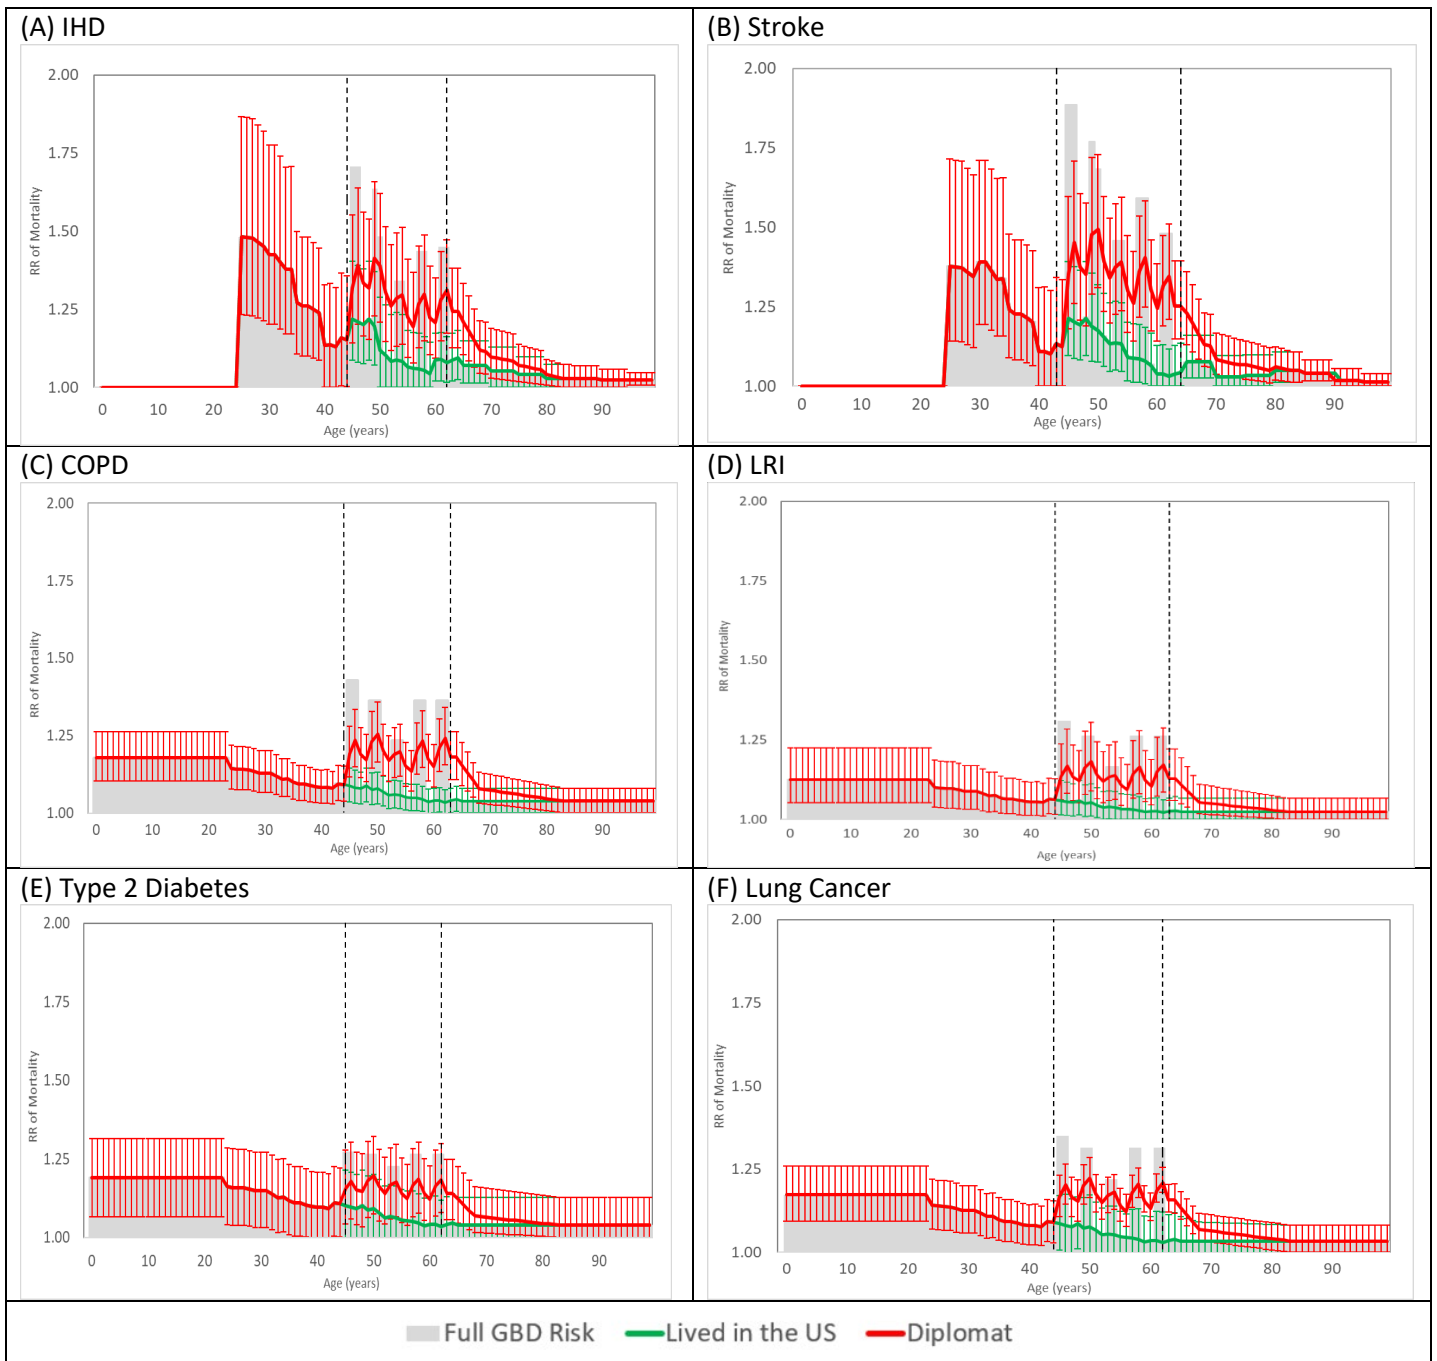 (A) IHD
2.00
1.75
1.50
1.25
1.00
RR of Mortality
0 30 40 50 60 70 80 90
Age (years)
(B) Stroke
2.00
1.75
1.50
1.25
1.00
RR of Mortality
0 30 40 50 60 70 80 90
Age (years)
(C) COPD
2.00
1.75
1.50
1.25
1.00
RR of Mortality
0 10 20 30 40 50 60 70 80 90
Age (years)
(D) LRI
2.00
1.75
1.50
1.25
1.00
RR of Mortality
0 10 20 30 40 50 60 70 80 90
Age (years)
(E) Type 2 Diabetes
2.00
1.75
1.50
1.25
1.00
RR of Mortality
0 10 20 30 40 50 60 70 80 90
Age (years)
(F) Lung Cancer
2.00
1.75
1.50
1.25
1.00
RR of Mortality
0 10 20 30 40 50 60 70 80 90
Age (years)
Full GBD Risk Lived in the US Diplomat